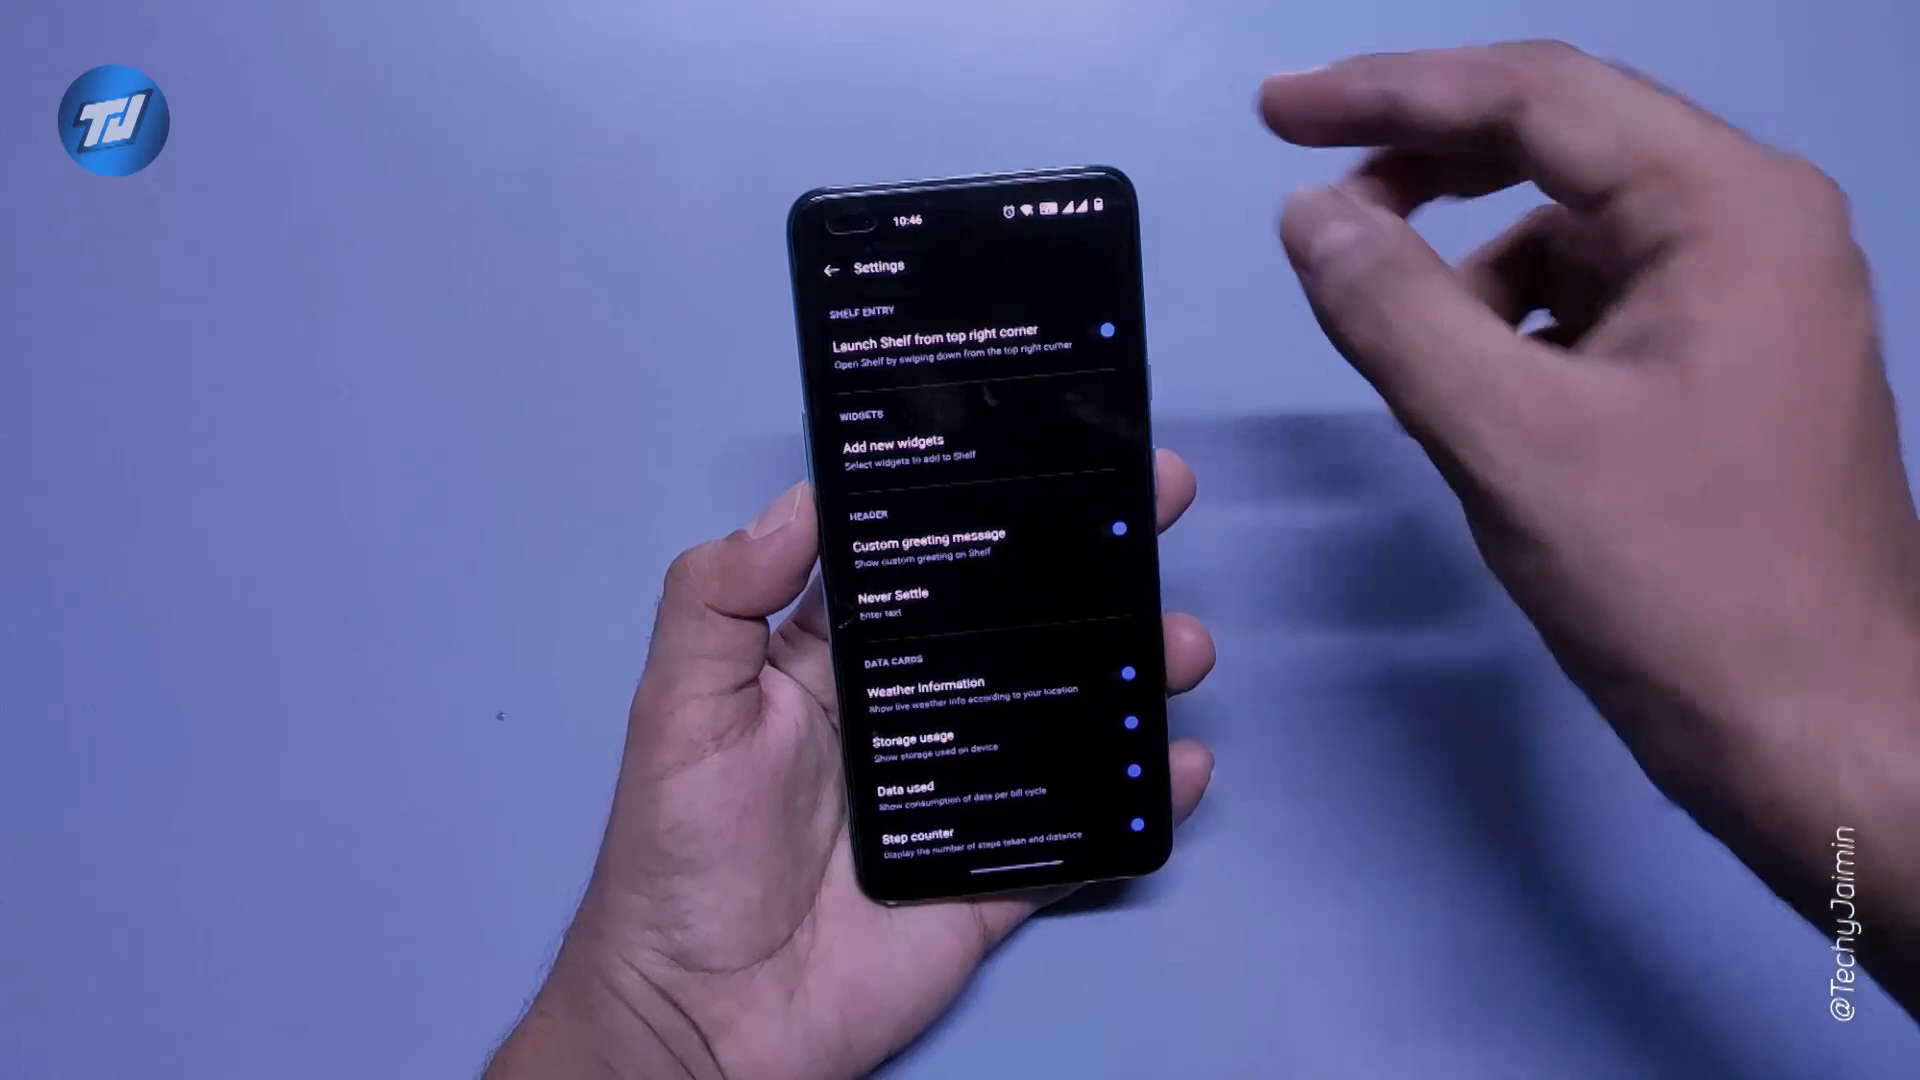 TJ
10:46
Settings
SHELF ENTRY
Launch Shelf from top right corner
Open Shelf by swiping down from the top right corner
WIDGETS
Add new widgets
Select widgets to add to Shelf
HEADER
Custom greeting message
Show custom greeting on Shelf
Never Settle
Enter text
DATA CARDS
Weather Information
Show live weather info according to your location
Storage usage
Show storage used on device
Data used
Show consumption of data per bill cycle
Step counter
Display the number of steps taken and distance
@TechyJaimin